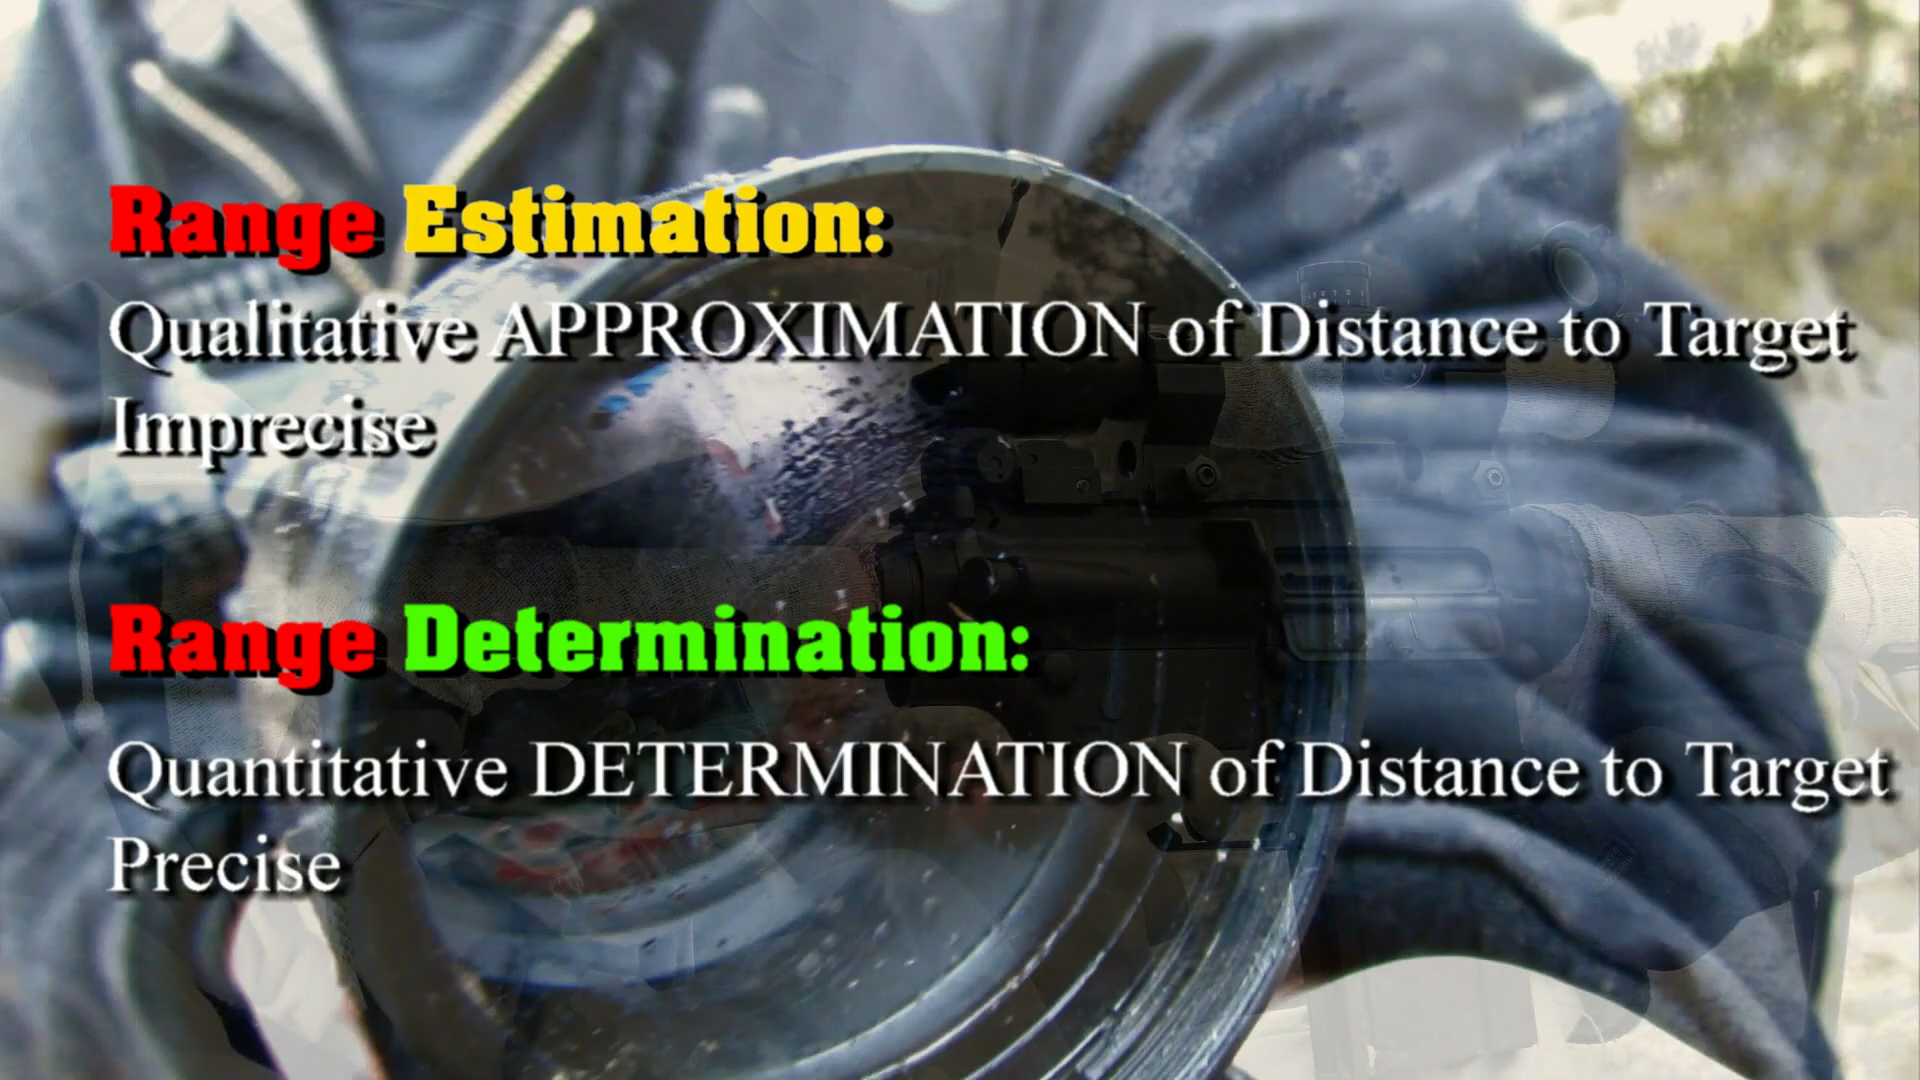 Range Estimation:
Qualitative APPROXIMATION of Distance to Target
Imprecise
Range Determination:
Quantitative DETERMINATION of Distance to Target
Precise